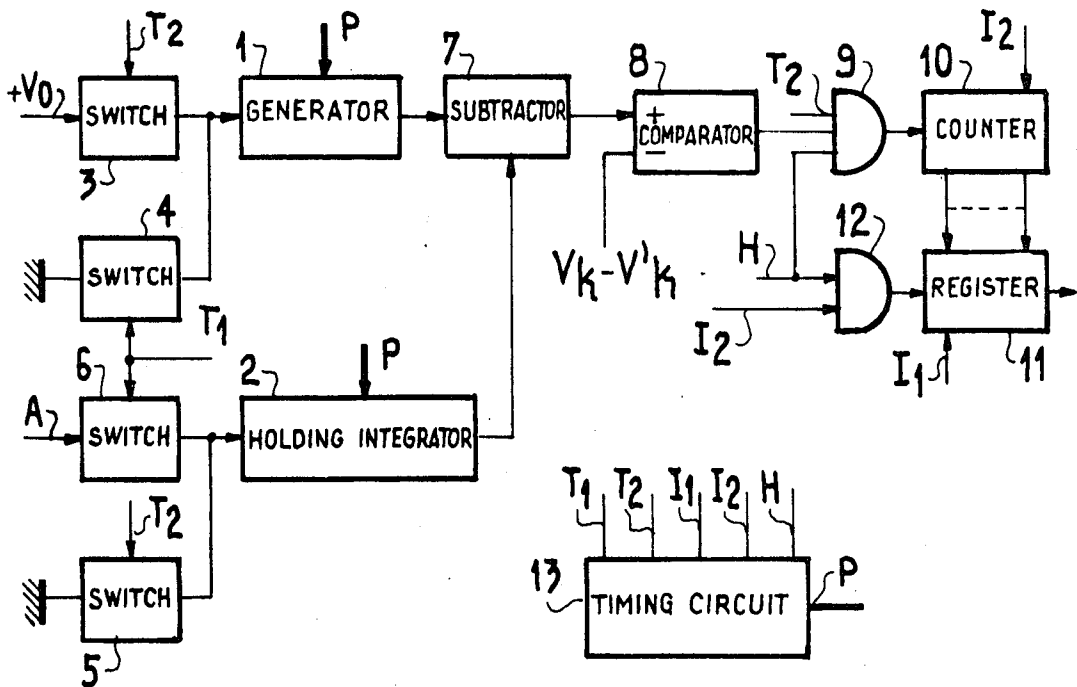 T2
P
I2
1
7
8
9
10
+V0
SWITCH
GENERATOR
SUBTRACTOR
+
COMPARATOR
−
T2
COUNTER
3
4
SWITCH
Vk-V'k
H
12
REGISTER
T1
I2
I1
11
6
2
P
A
SWITCH
HOLDING INTEGRATOR
T2
T1
T2
I1
I2
H
SWITCH
13
TIMING CIRCUIT
P
5